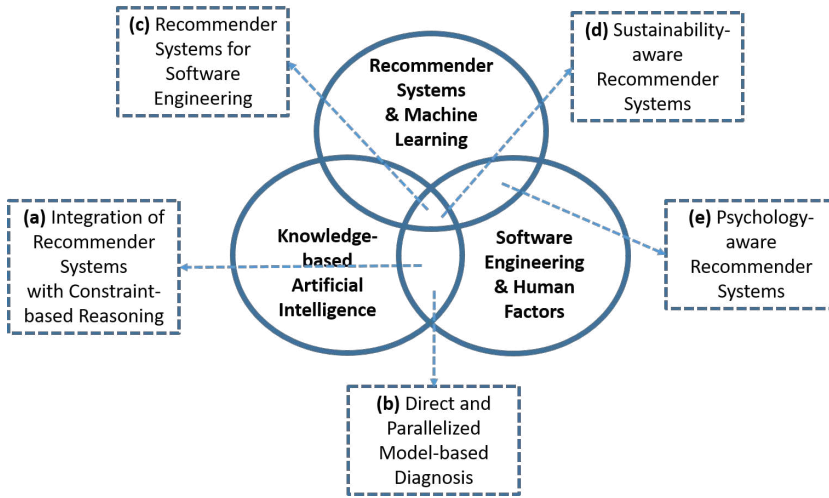 (c) Recommender
Systems for
Software
Engineering
Recommender
Systems
& Machine
Learning
(d) Sustainability-
aware
Recommender
Systems
(a) Integration of
Recommender
Systems
with Constraint-
based Reasoning
Knowledge-
based
Artificial
Intelligence
Software
Engineering
& Human
Factors
(e) Psychology-
aware
Recommender
Systems
(b) Direct and
Parallelized
Model-based
Diagnosis